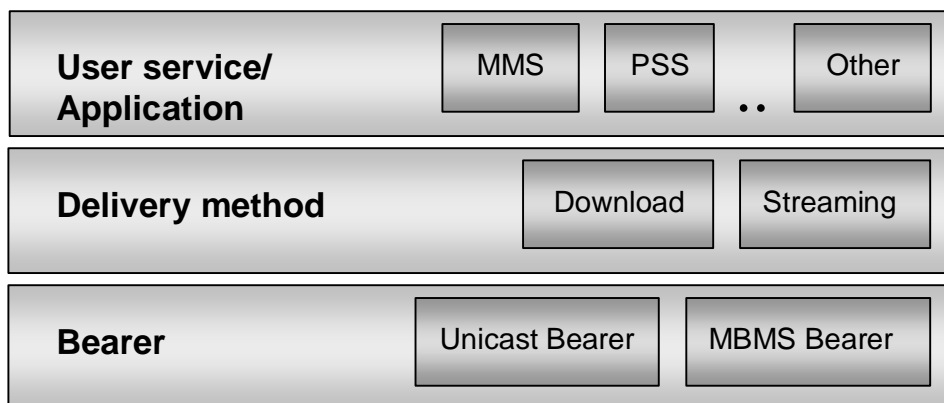 User service/
Application
MMS
PSS
..
Other
Delivery method
Download
Streaming
Bearer
Unicast Bearer
MBMS Bearer